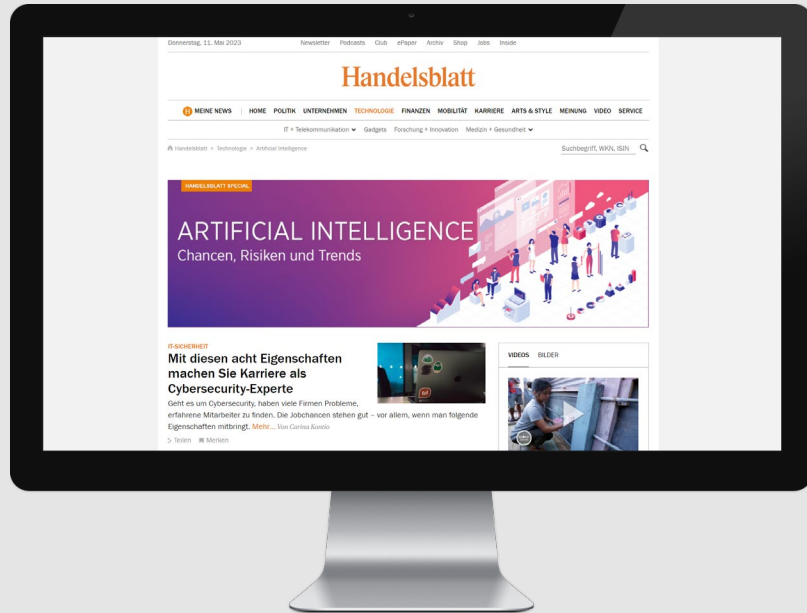 Donnerstag, 11. Mai 2023 Newsletter Podcasts Club ePaper Archiv Shop Jobs Inside
Handelsblatt
H MEINE NEWS HOME POLITIK UNTERNEHMEN TECHNOLOGIE FINANZEN MOBILITÄT KARRIERE ARTS & STYLE MEINUNG VIDEO SERVICE
IT + Telekommunikation Gadgets Forschung + Innovation Medizin + Gesundheit
Handelsblatt > Technologie > Artificial Intelligence Suchbegriff, WKN, ISIN
HANDELSBLATT SPECIAL
ARTIFICIAL INTELLIGENCE
Chancen, Risiken und Trends
IT-SICHERHEIT
Mit diesen acht Eigenschaften
machen Sie Karriere als
Cybersecurity-Experte
Geht es um Cybersecurity, haben viele Firmen Probleme,
erfahrene Mitarbeiter zu finden. Die Jobchancen stehen gut – vor allem, wenn man folgende
Eigenschaften mitbringt. Mehr... Von Carina Kontio
Teilen Merken
VIDEOS BILDER